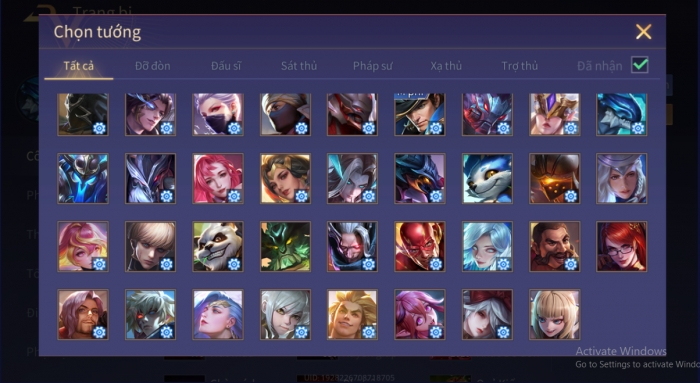 Trang bị
Chọn tướng
Tất cả Đỡ đòn Đấu sĩ Sát thủ Pháp sư Xạ thủ Trợ thủ Đã nhận
Activate Windows
Go to Settings to activate Windo